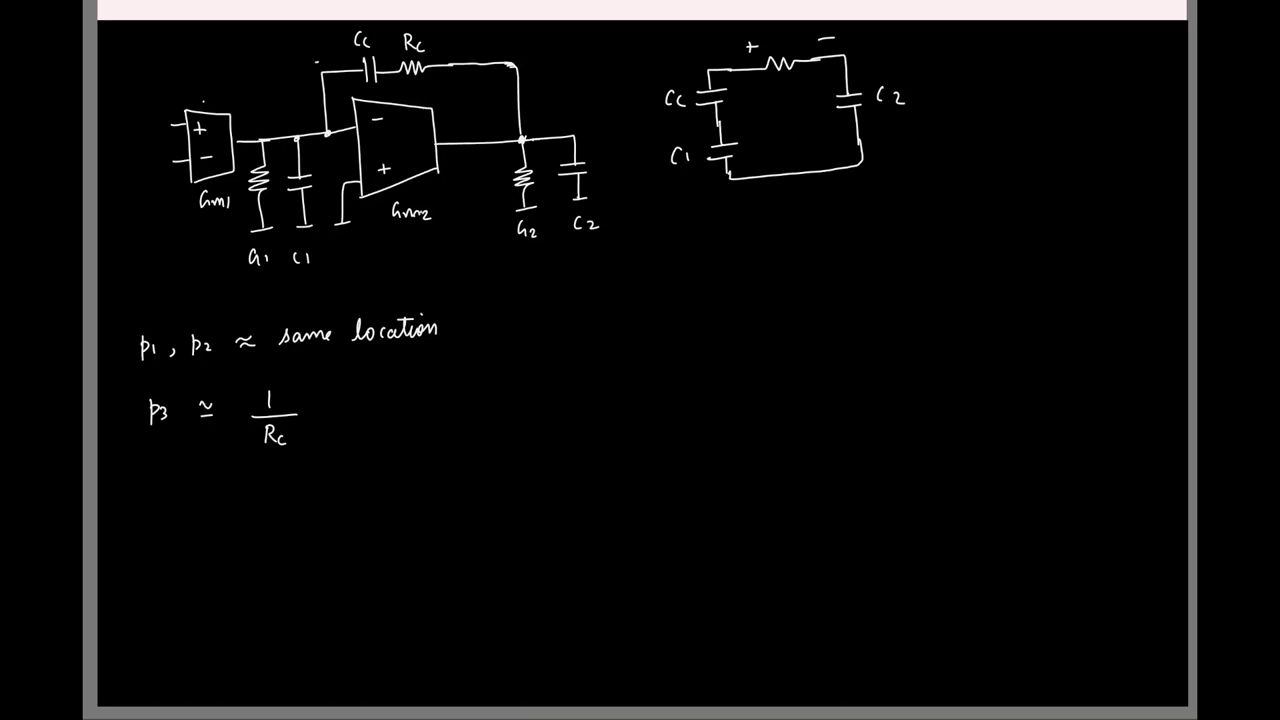 Cc Rc
+ -
Cc C2
+ - - +
C1
Gm1 Gm2
G1 C1 G2 C2
p1, p2 ≈ same location
p3 ≃ 1/Rc